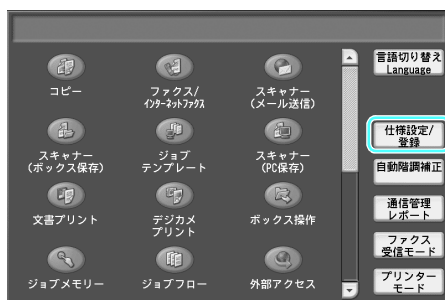 コピー
ファクス/
インターネットファクス
スキャナー
(メール送信)
スキャナー
(ボックス保存)
ジョブ
テンプレート
スキャナー
(PC保存)
文書プリント
デジカメ
プリント
ボックス操作
ジョブメモリー
ジョブフロー
外部アクセス
言語切り替え
Language
仕様設定/
登録
自動階調補正
通信管理
レポート
ファクス
受信モード
プリンター
モード